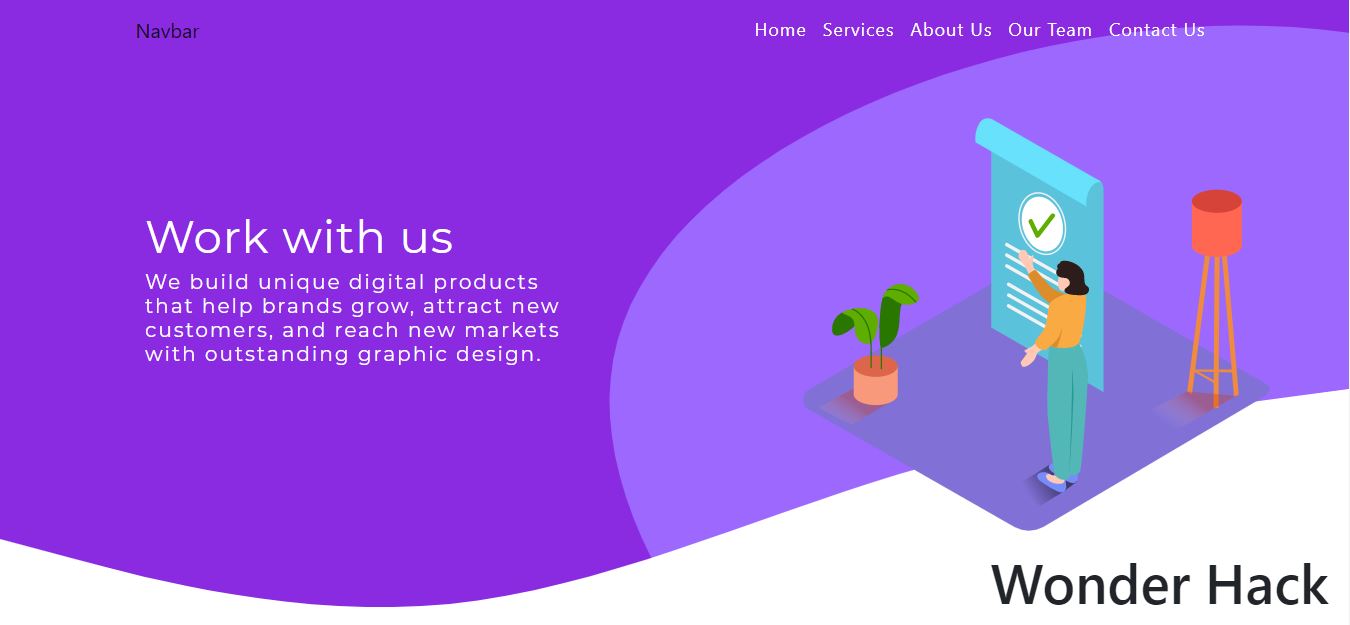 Navbar
Home Services About Us Our Team Contact Us
Work with us
We build unique digital products
that help brands grow, attract new
customers, and reach new markets
with outstanding graphic design.
Wonder Hack